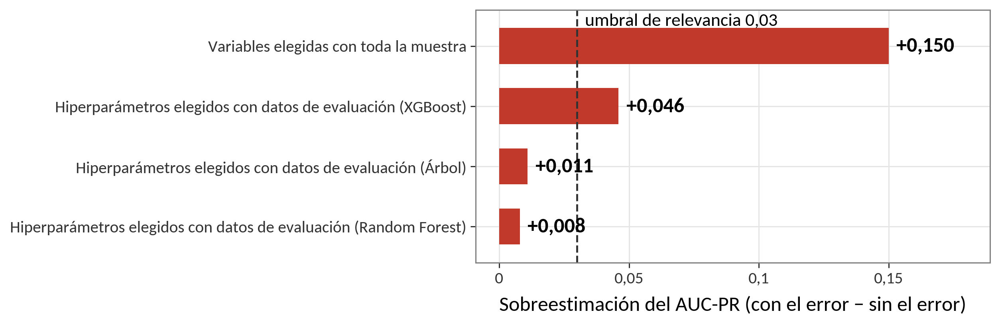 umbral de relevancia 0,03
Variables elegidas con toda la muestra
+0,150
Hiperparámetros elegidos con datos de evaluación (XGBoost)
+0,046
Hiperparámetros elegidos con datos de evaluación (Árbol)
+0,011
Hiperparámetros elegidos con datos de evaluación (Random Forest)
+0,008
0
0,05
0,1
0,15
Sobreestimación del AUC-PR (con el error − sin el error)